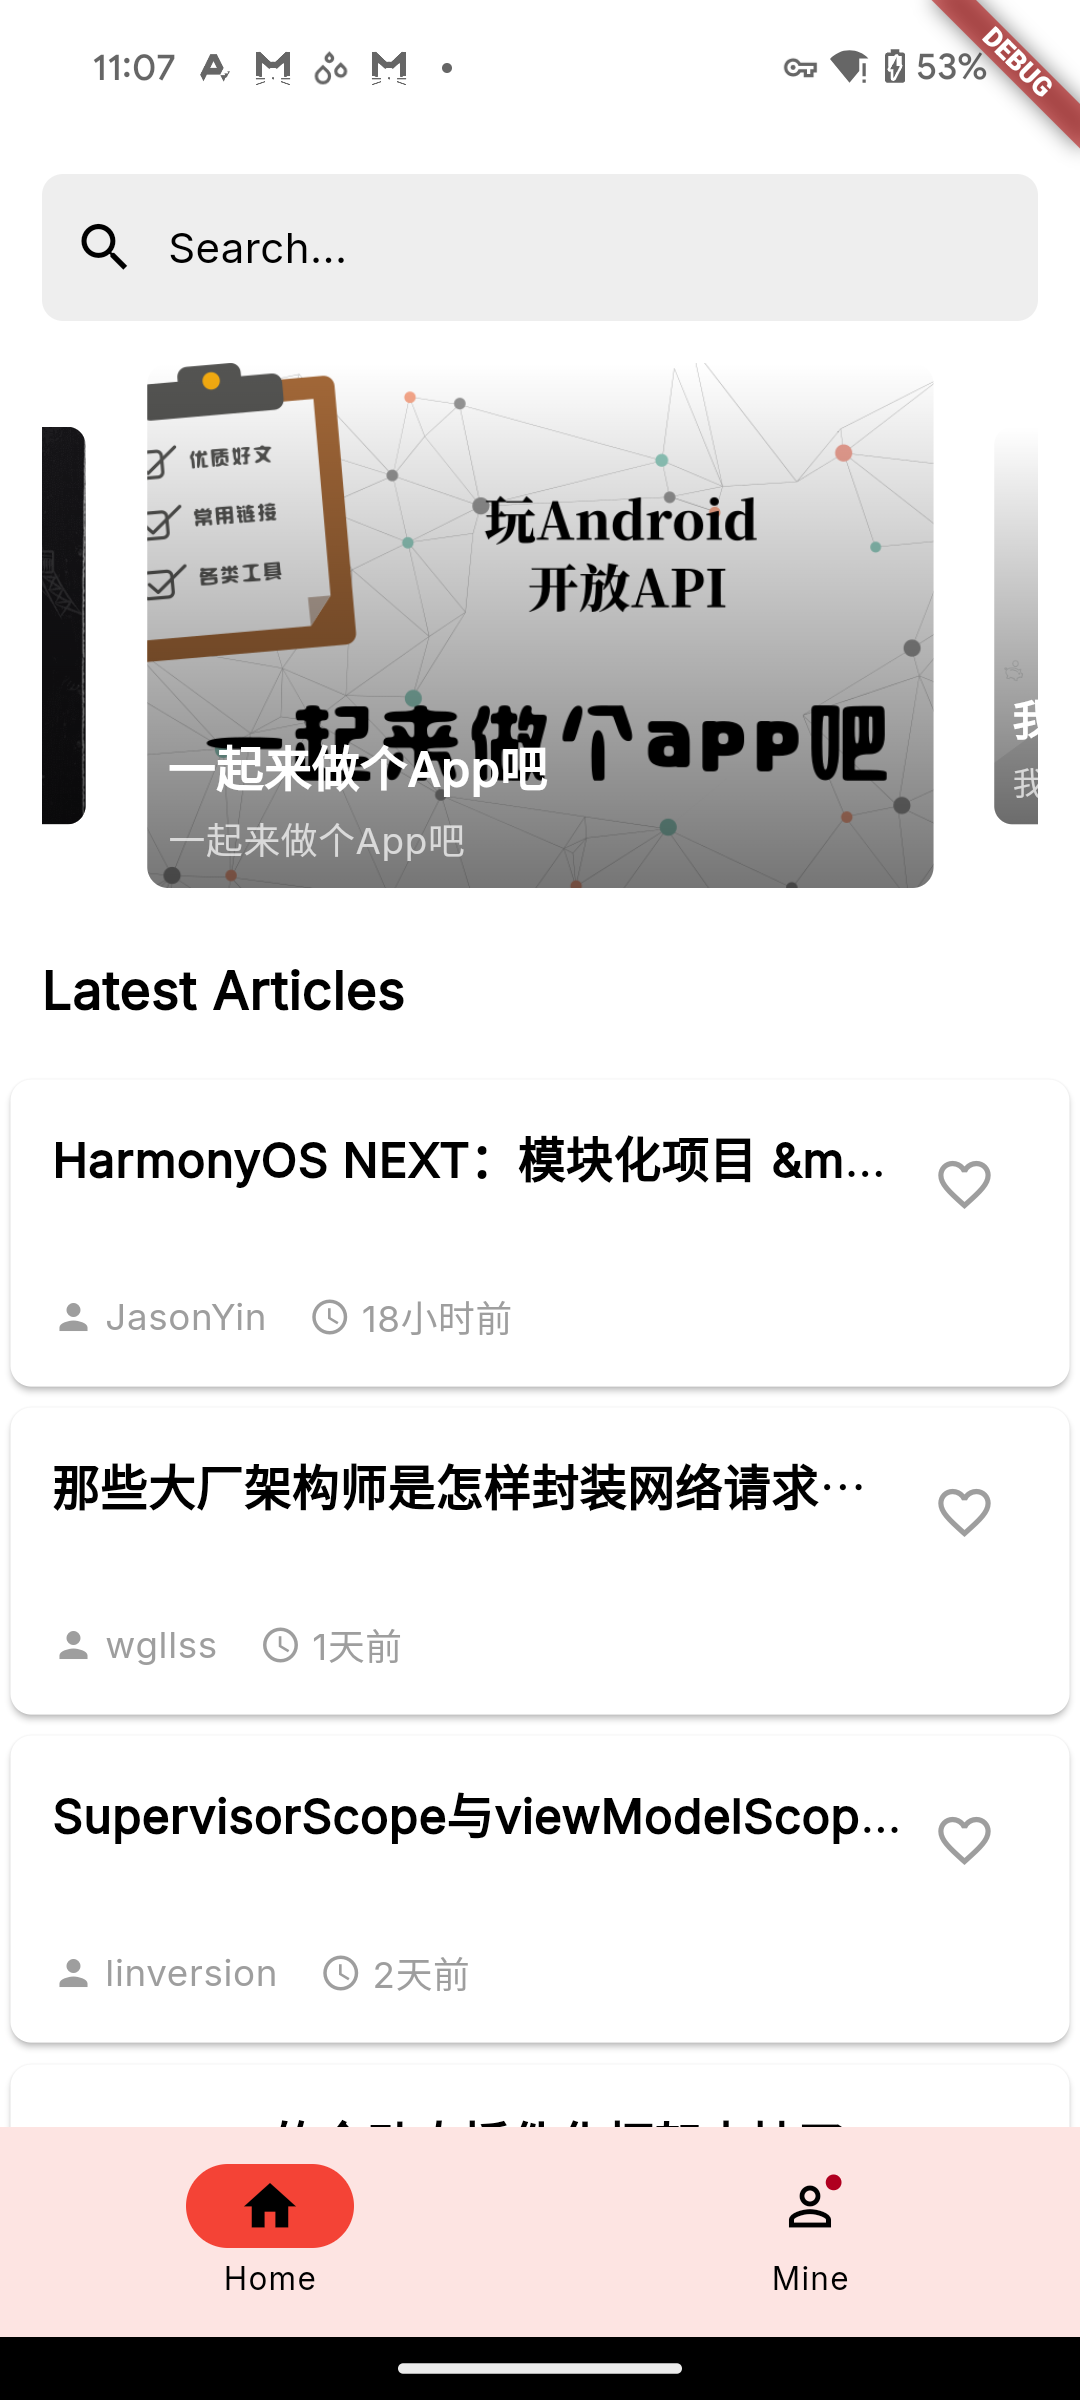 11:07
53%
DEBUG
Search...
优质好文
常用链接
各类工具
玩Android
开放API
一起来做个app吧
一起来做个App吧
一起来做个App吧
我
我
Latest Articles
HarmonyOS NEXT：模块化项目 &m...
JasonYin
18小时前
那些大厂架构师是怎样封装网络请求...
wgllss
1天前
SupervisorScope与viewModelScop...
linversion
2天前
Home
Mine